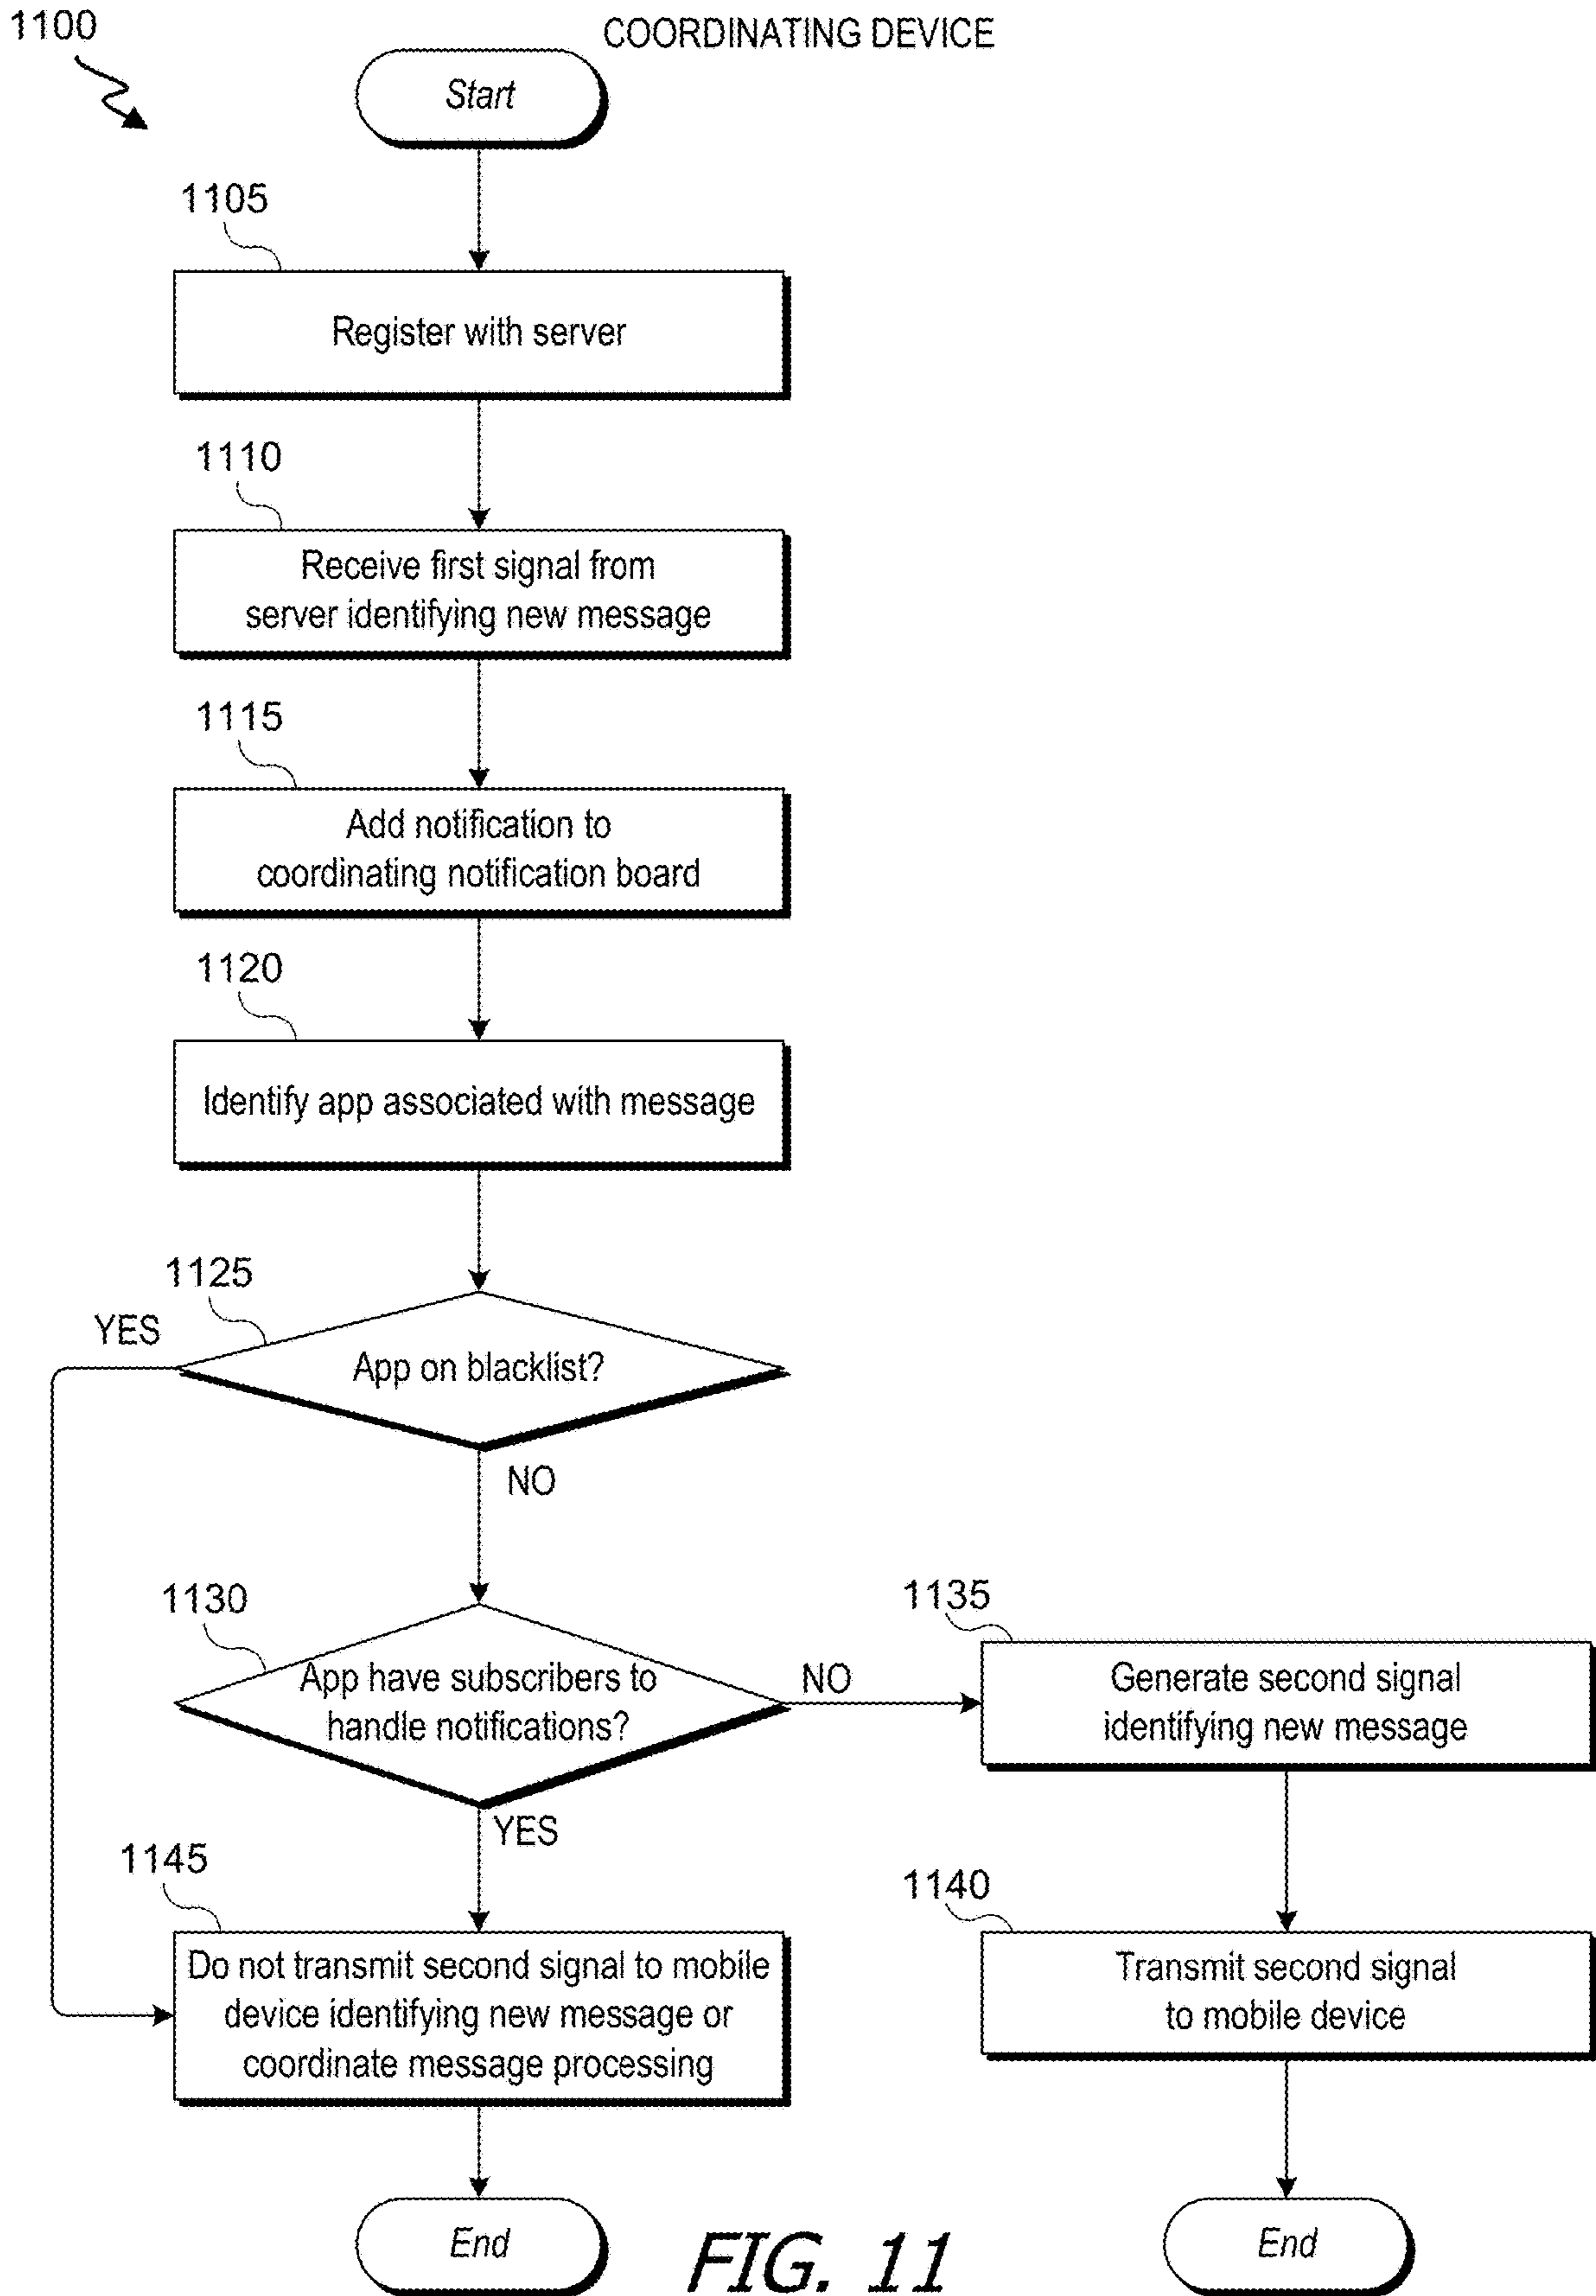 1100
COORDINATING DEVICE
Start
1105
Register with server
1110
Receive first signal from
server identifying new message
1115
Add notification to
coordinating notification board
1120
Identify app associated with message
1125
YES
App on blacklist?
NO
1130
App have subscribers to
handle notifications?
NO
1135
Generate second signal
identifying new message
YES
1145
Do not transmit second signal to mobile
device identifying new message or
coordinate message processing
1140
Transmit second signal
to mobile device
End
End
FIG. 11